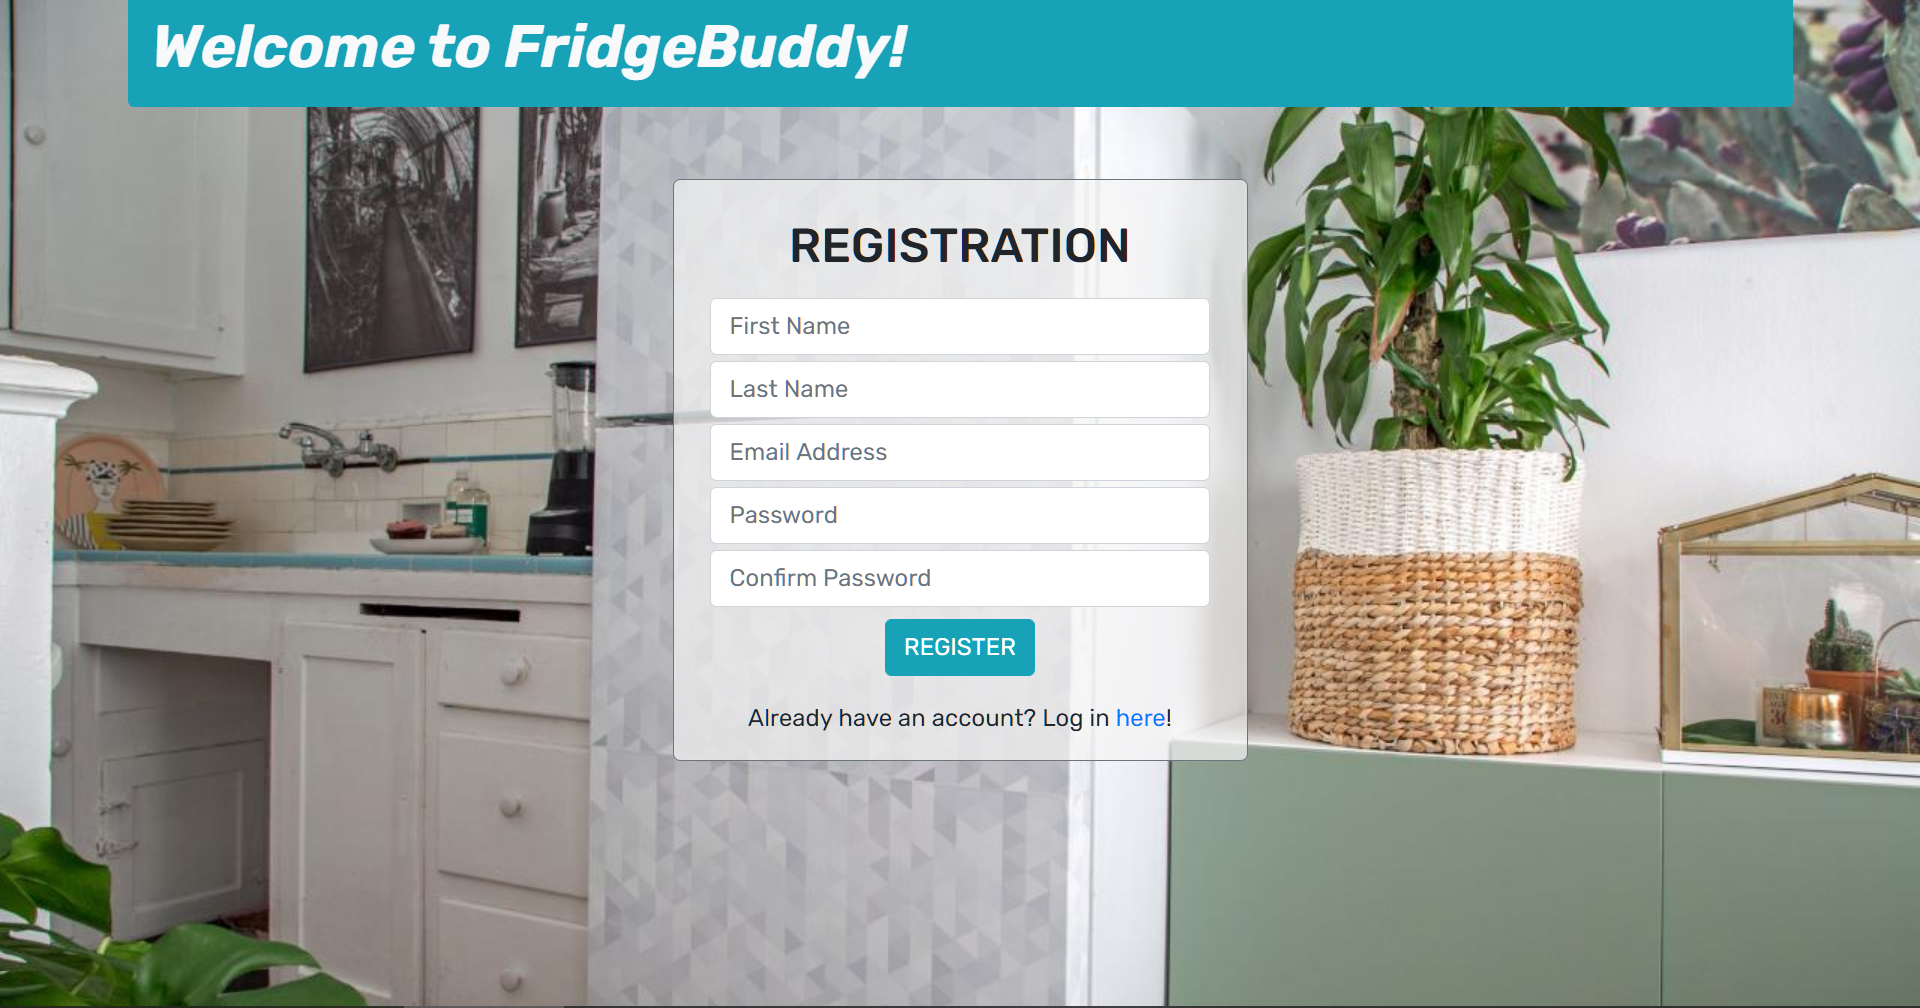 Welcome to FridgeBuddy!
REGISTRATION
First Name
Last Name
Email Address
Password
Confirm Password
REGISTER
Already have an account? Log in here!